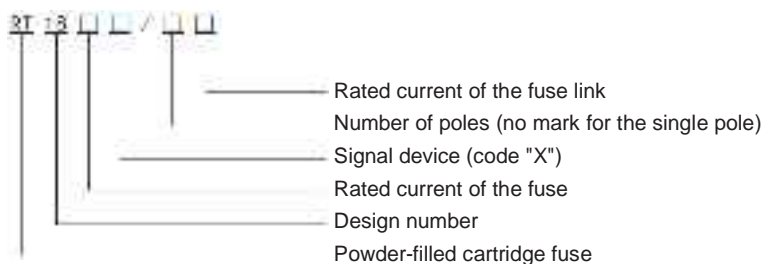 RT 18 □ □ / □ □
Rated current of the fuse link
Number of poles (no mark for the single pole)
Signal device (code "X")
Rated current of the fuse
Design number
Powder-filled cartridge fuse